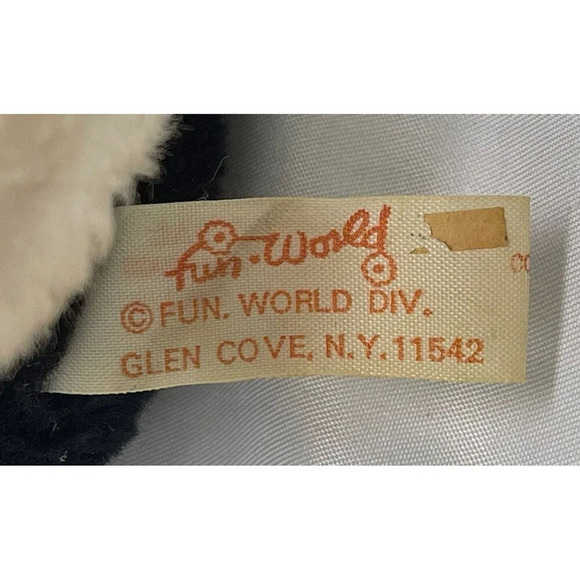 fun.World
© FUN. WORLD DIV.
GLEN COVE, N.Y. 11542